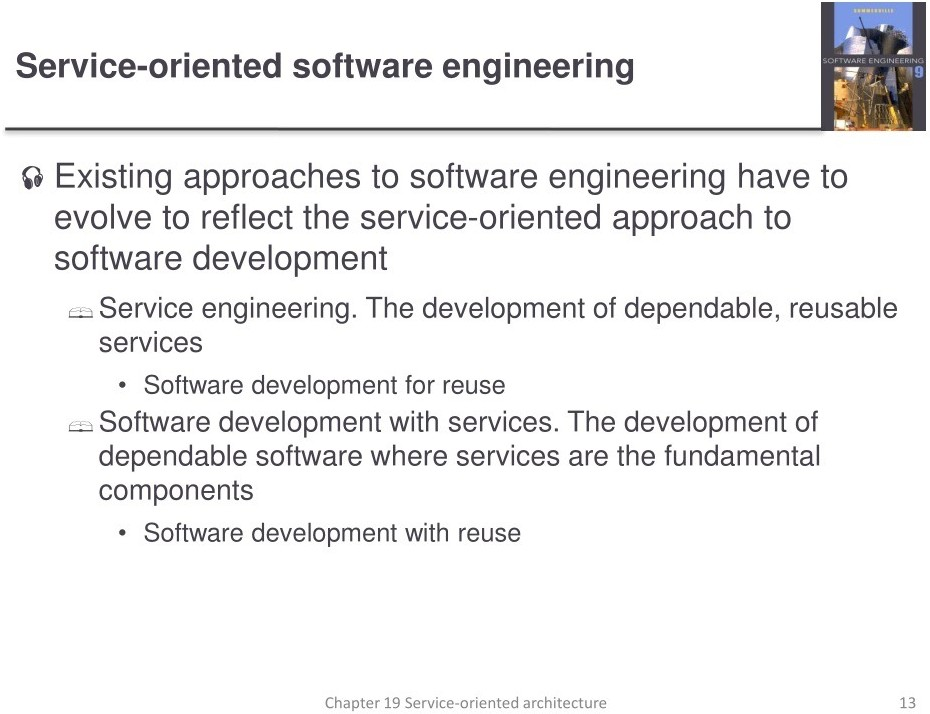 SOMMERVILLE
SOFTWARE ENGINEERING
9
Service-oriented software engineering
Existing approaches to software engineering have to
evolve to reflect the service-oriented approach to
software development
Service engineering. The development of dependable, reusable
services
• Software development for reuse
Software development with services. The development of
dependable software where services are the fundamental
components
• Software development with reuse
Chapter 19 Service-oriented architecture
13